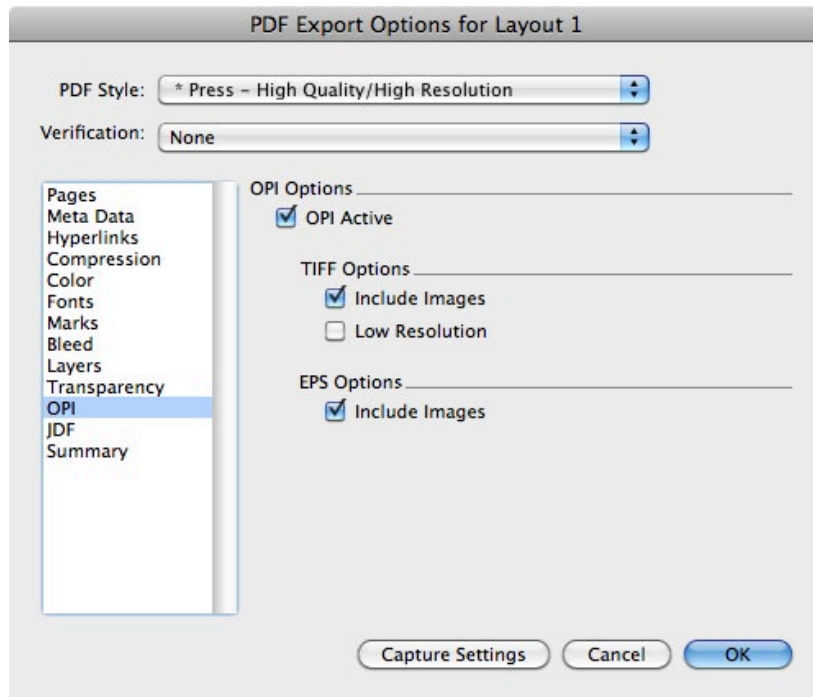 PDF Export Options for Layout 1
PDF Style: * Press – High Quality/High Resolution
Verification: None
Pages
Meta Data
Hyperlinks
Compression
Color
Fonts
Marks
Bleed
Layers
Transparency
OPI
JDF
Summary
OPI Options
OPI Active
TIFF Options
Include Images
Low Resolution
EPS Options
Include Images
Capture Settings Cancel OK